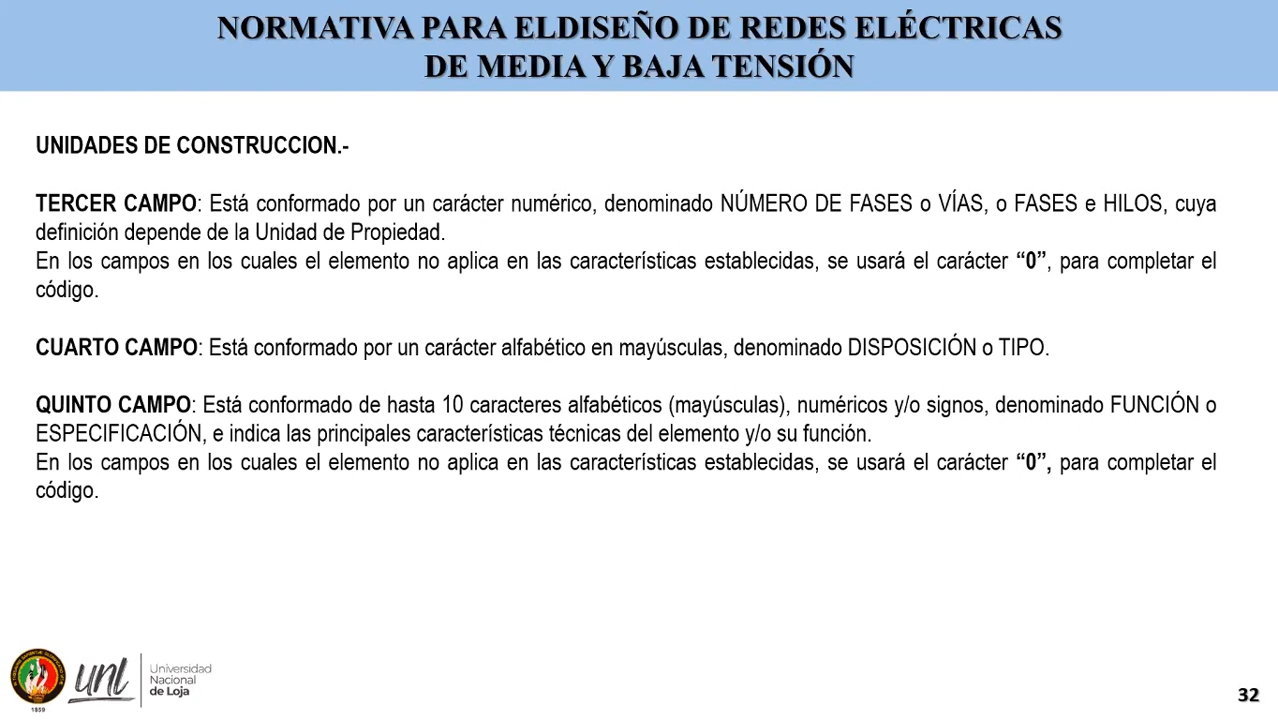 NORMATIVA PARA ELDISEÑO DE REDES ELÉCTRICAS
DE MEDIA Y BAJA TENSIÓN
UNIDADES DE CONSTRUCCION.-
TERCER CAMPO: Está conformado por un carácter numérico, denominado NÚMERO DE FASES o VÍAS, o FASES e HILOS, cuya
definición depende de la Unidad de Propiedad.
En los campos en los cuales el elemento no aplica en las características establecidas, se usará el carácter “0”, para completar el
código.
CUARTO CAMPO: Está conformado por un carácter alfabético en mayúsculas, denominado DISPOSICIÓN o TIPO.
QUINTO CAMPO: Está conformado de hasta 10 caracteres alfabéticos (mayúsculas), numéricos y/o signos, denominado FUNCIÓN o
ESPECIFICACIÓN, e indica las principales características técnicas del elemento y/o su función.
En los campos en los cuales el elemento no aplica en las características establecidas, se usará el carácter “0”, para completar el
código.
unl
Universidad
Nacional
de Loja
1859
32